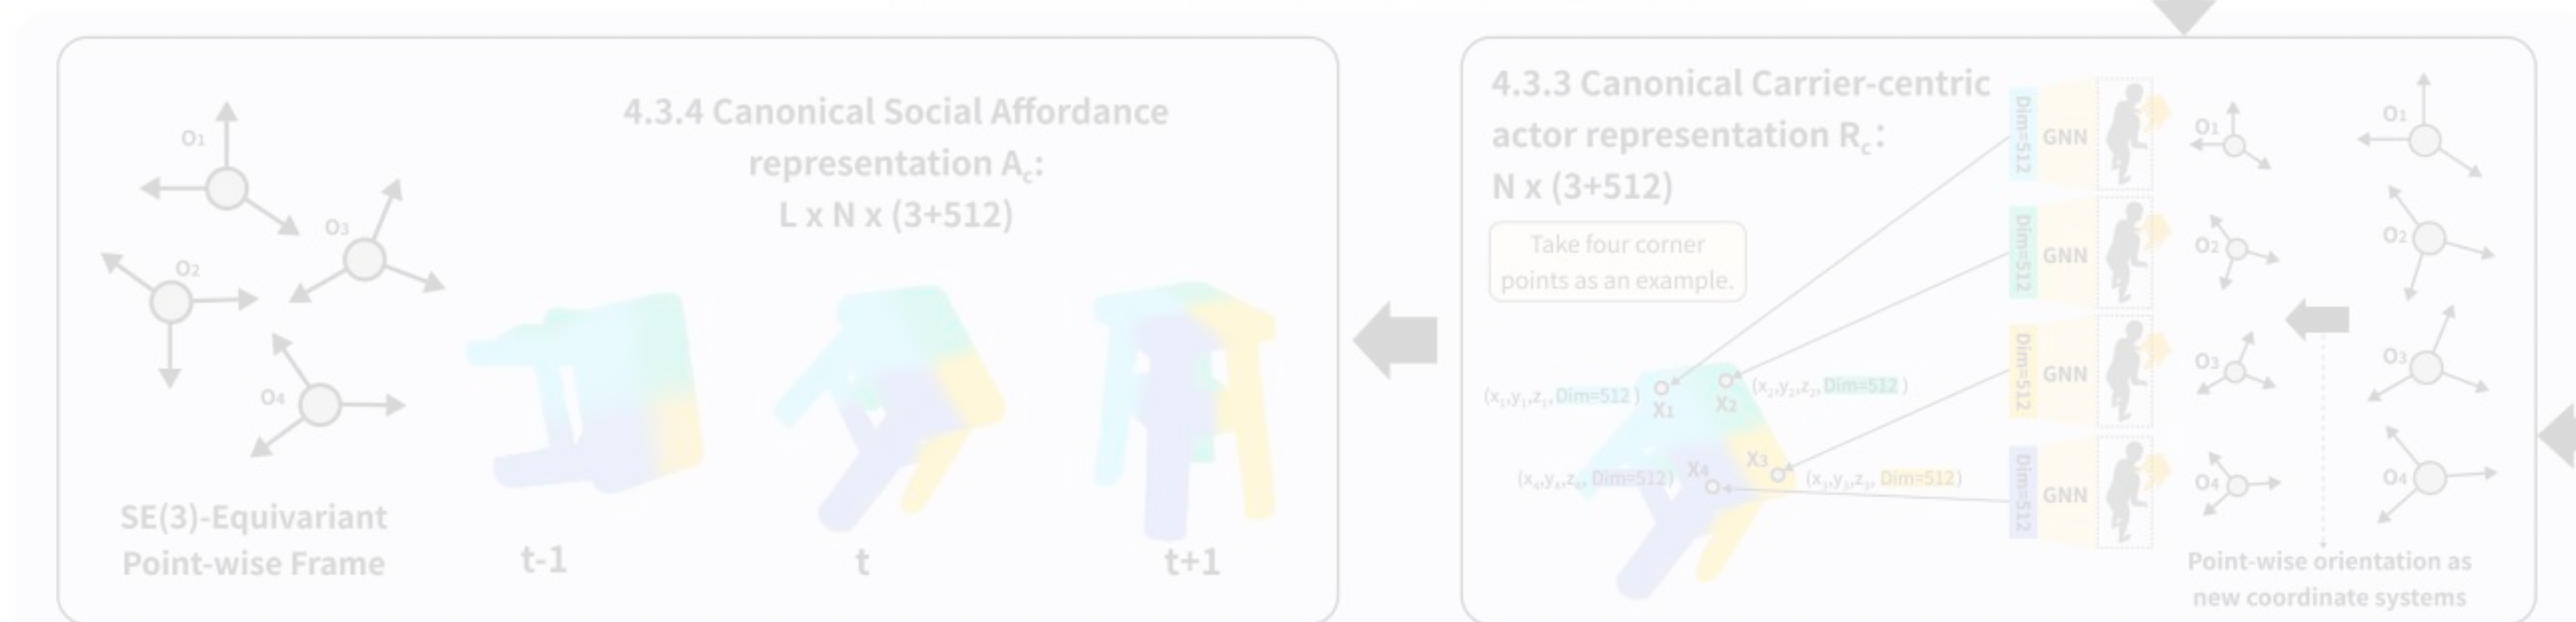 O1
O3
O2
O4
SE(3)-Equivariant
Point-wise Frame
4.3.4 Canonical Social Affordance
representation Ac:
L x N x (3+512)
t-1
t
t+1
4.3.3 Canonical Carrier-centric
actor representation Rc:
N x (3+512)
Take four corner
points as an example.
(x1,y1,z1, Dim=512 )
X1
X2
(x2,y2,z2, Dim=512 )
(x4,y4,z4, Dim=512)
X4
X3
(x3,y3,z3, Dim=512)
Dim=512
GNN
O1
O1
Dim=512
GNN
O2
O2
Dim=512
GNN
O3
O3
Dim=512
GNN
O4
O4
Point-wise orientation as
new coordinate systems